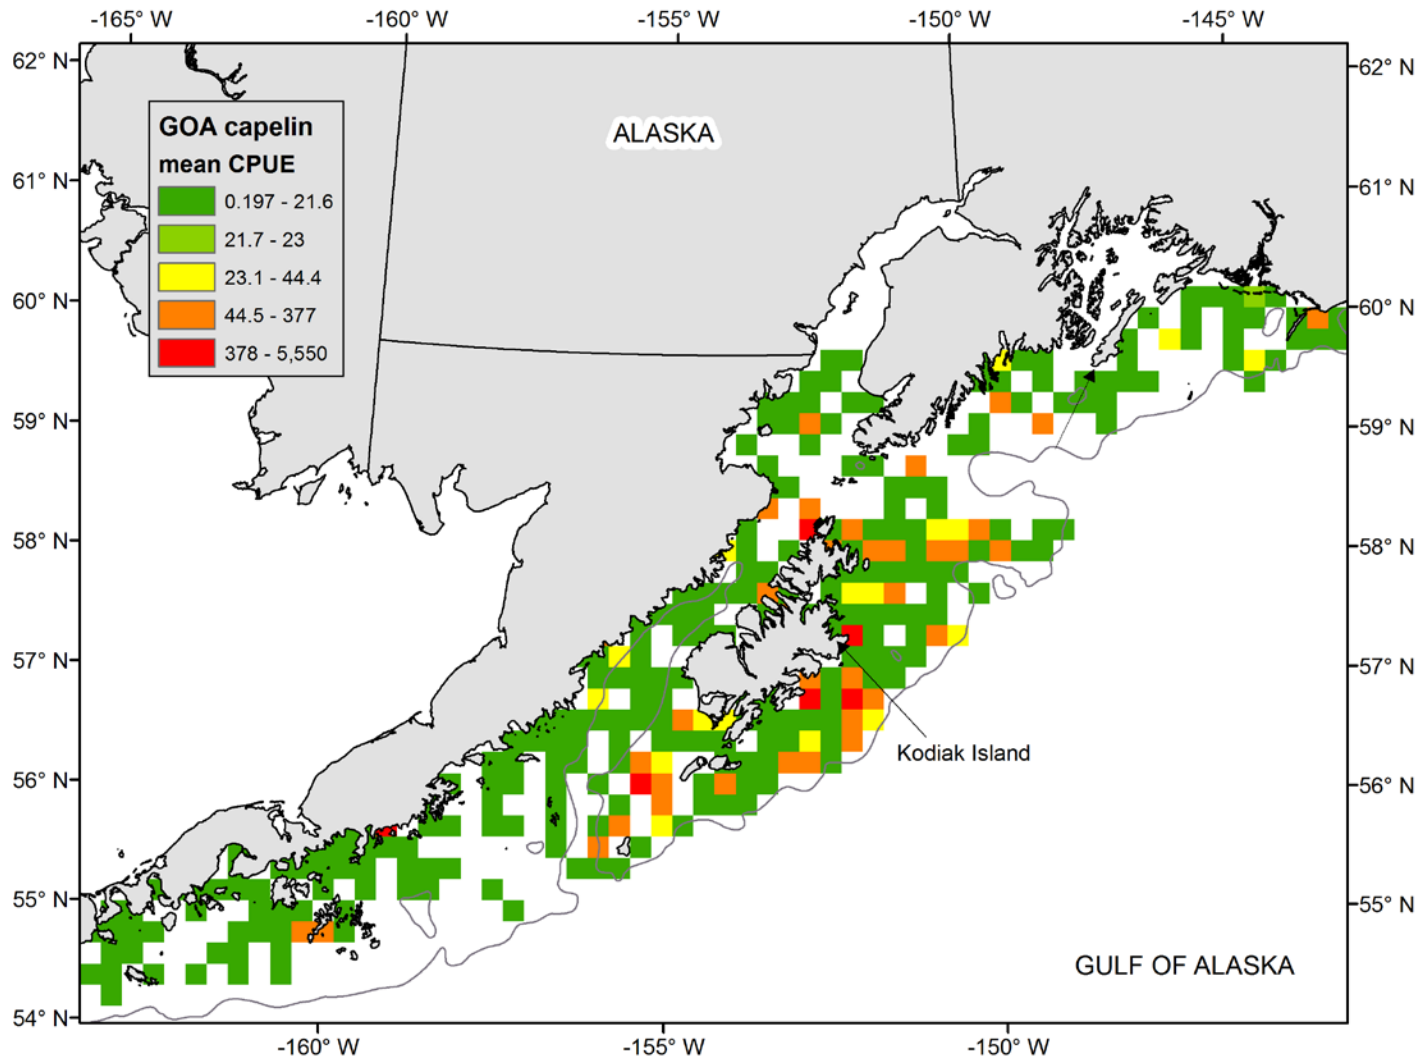 -165° W -160° W -155° W -150° W -145° W
62° N 62° N
GOA capelin
mean CPUE
0.197 - 21.6
21.7 - 23
23.1 - 44.4
44.5 - 377
378 - 5,550
ALASKA
61° N 61° N
60° N 60° N
59° N 59° N
58° N 58° N
57° N 57° N
Kodiak Island
56° N 56° N
55° N 55° N
GULF OF ALASKA
54° N
-160° W -155° W -150° W